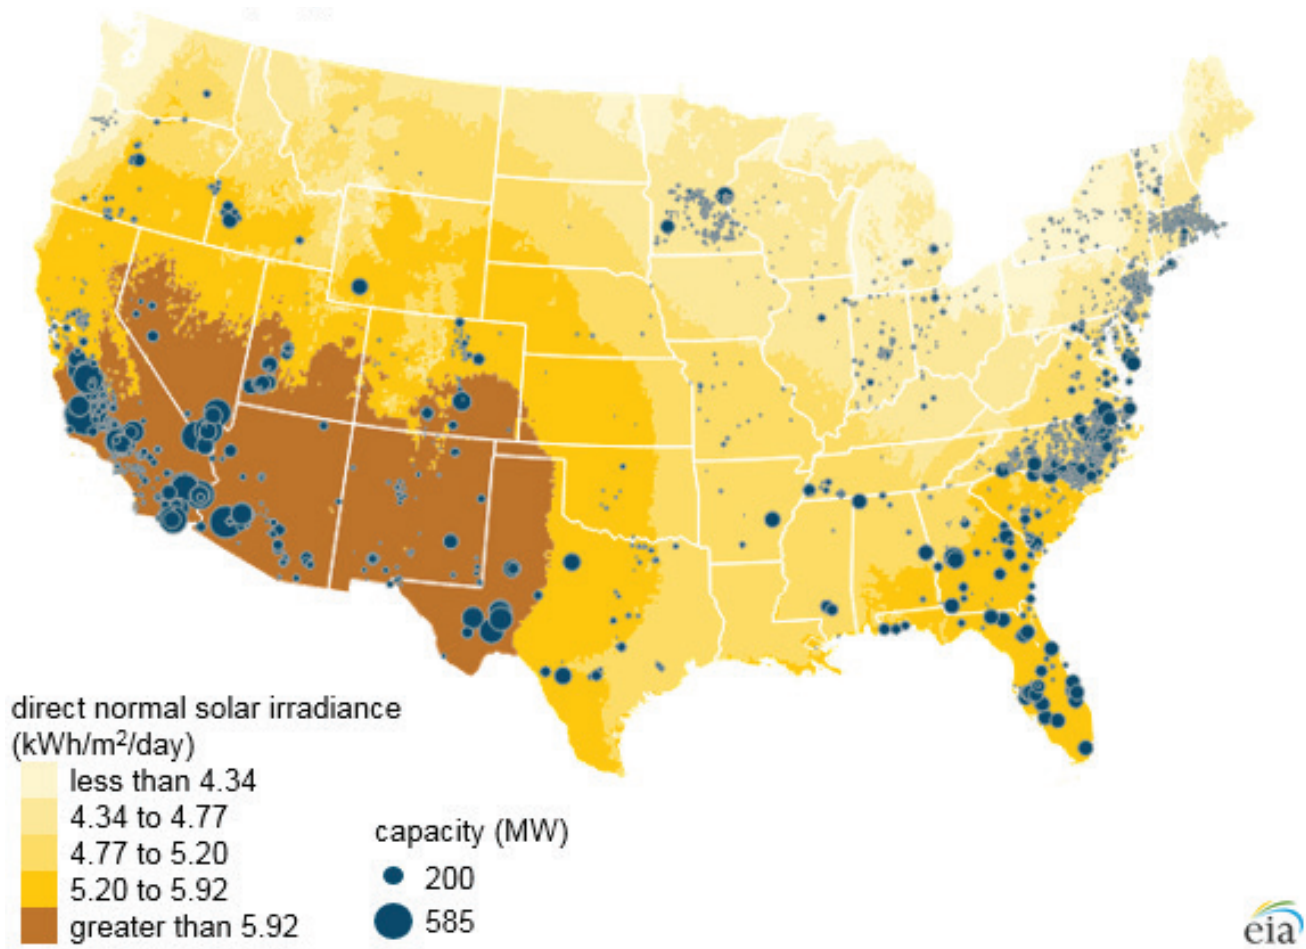 direct normal solar irradiance
(kWh/m²/day)
less than 4.34
4.34 to 4.77
4.77 to 5.20
5.20 to 5.92
greater than 5.92
capacity (MW)
200
585
eia